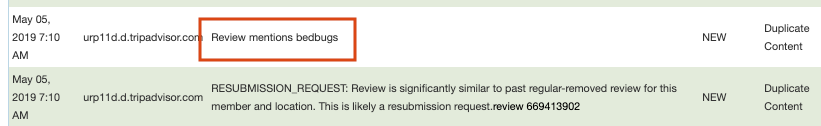 May 05,
2019 7:10
AM
urp11d.d.tripadvisor.com
Review mentions bedbugs
NEW
Duplicate
Content
May 05,
2019 7:10
AM
urp11d.d.tripadvisor.com
RESUBMISSION_REQUEST: Review is significantly similar to past regular-removed review for this
member and location. This is likely a resubmission request.review 669413902
NEW
Duplicate
Content